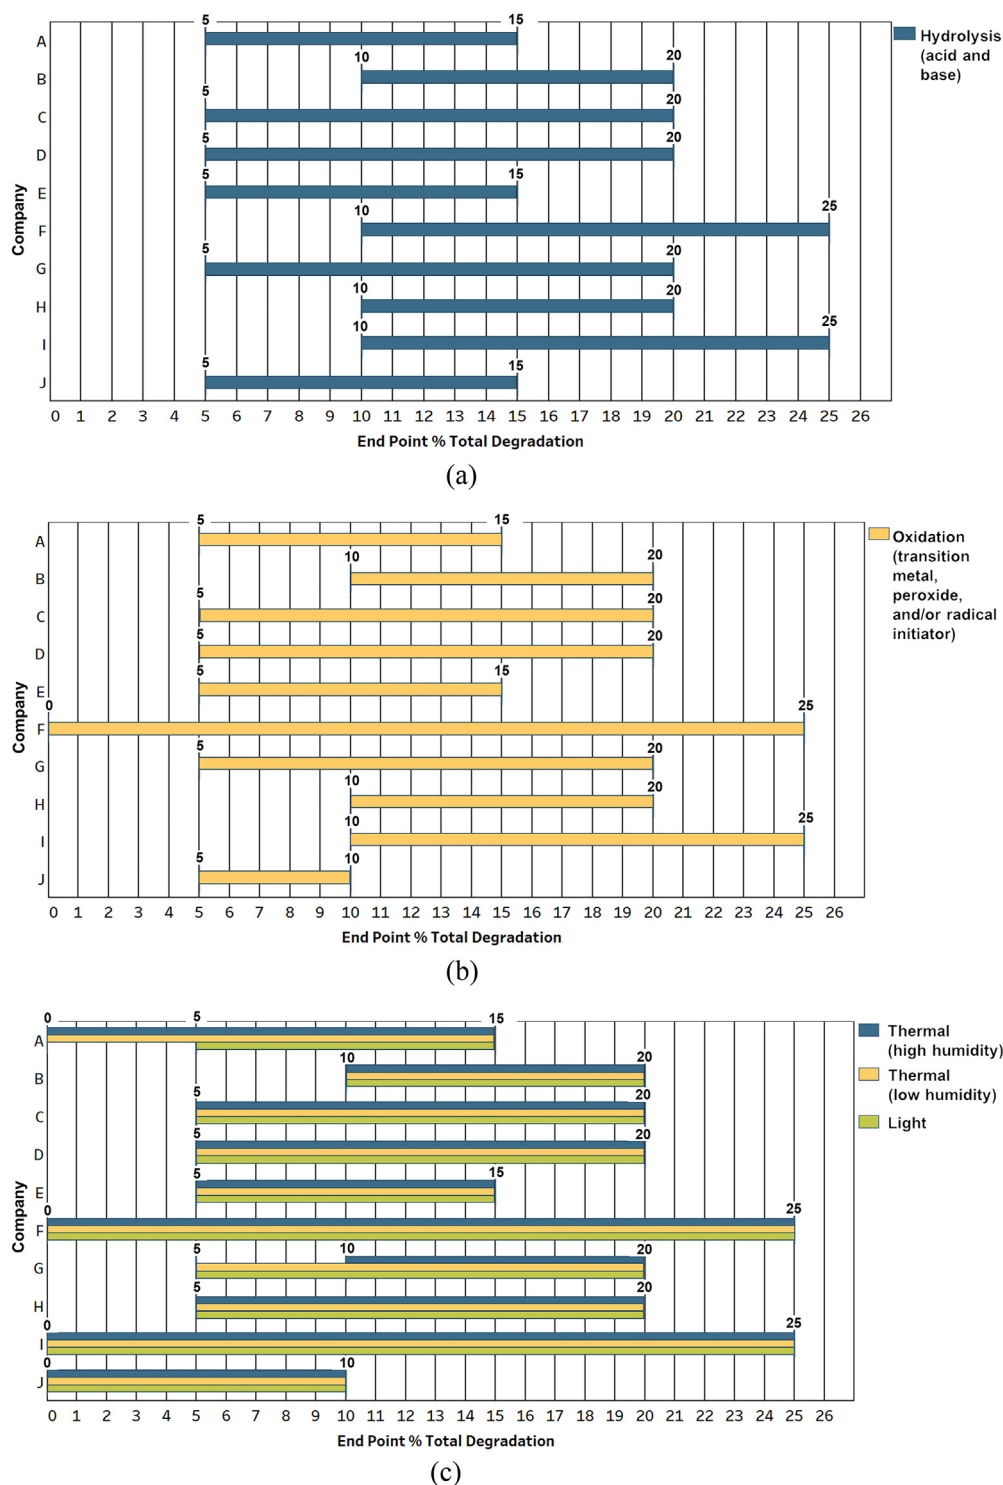 5 15
A
Hydrolysis
(acid and
base)
10 20
B
5 20
C
5 20
D
5 15
E
10 25
F
5 20
G
10 20
H
10 25
I
5 15
J
Company
0 1 2 3 4 5 6 7 8 9 10 11 12 13 14 15 16 17 18 19 20 21 22 23 24 25 26
End Point % Total Degradation
(a)
5 15
A
Oxidation
(transition
metal,
peroxide,
and/or radical
initiator)
10 20
B
5 20
C
5 20
D
5 15
E
0 25
F
5 20
G
10 20
H
10 25
I
5 10
J
Company
0 1 2 3 4 5 6 7 8 9 10 11 12 13 14 15 16 17 18 19 20 21 22 23 24 25 26
End Point % Total Degradation
(b)
0 5 15
A
Thermal
(high humidity)
Thermal
(low humidity)
Light
10 20
B
5 20
C
5 20
D
5 15
E
0 25
F
5 10 20
G
5 20
H
0 25
I
0 10
J
Company
0 1 2 3 4 5 6 7 8 9 10 11 12 13 14 15 16 17 18 19 20 21 22 23 24 25 26
End Point % Total Degradation
(c)